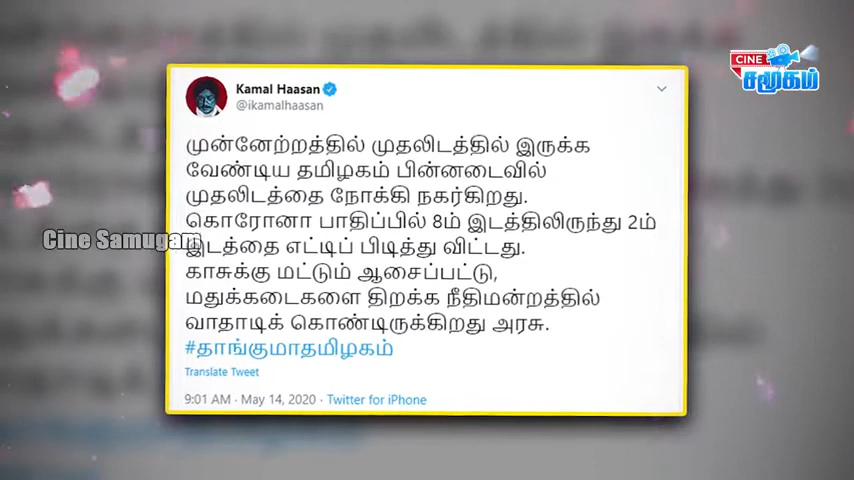 CINE
சமூகம்
Kamal Haasan
@ikamalhaasan
முன்னேற்றத்தில் முதலிடத்தில் இருக்க
வேண்டிய தமிழகம் பின்னடைவில்
முதலிடத்தை நோக்கி நகர்கிறது.
கொரோனா பாதிப்பில் 8ம் இடத்திலிருந்து 2ம்
இடத்தை எட்டிப் பிடித்து விட்டது.
காசுக்கு மட்டும் ஆசைப்பட்டு,
மதுக்கடைகளை திறக்க நீதிமன்றத்தில்
வாதாடிக் கொண்டிருக்கிறது அரசு.
#தாங்குமாதமிழகம்
Translate Tweet
9:01 AM · May 14, 2020 · Twitter for iPhone
Cine Samugam